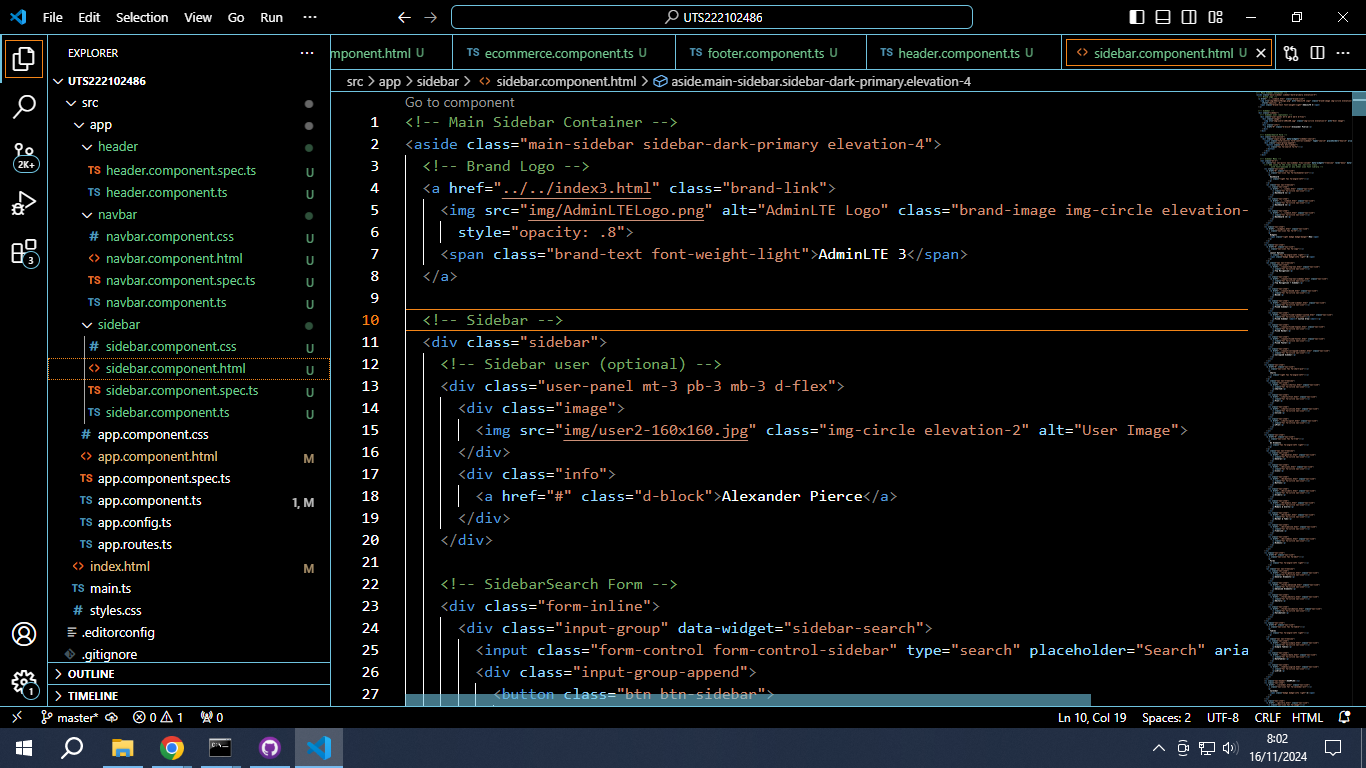 File Edit Selection View Go Run ···
UTS222102486
EXPLORER ···
UTS222102486
src
app
header
TS header.component.spec.ts U
TS header.component.ts U
navbar
# navbar.component.css U
<> navbar.component.html U
TS navbar.component.spec.ts U
TS navbar.component.ts U
sidebar
# sidebar.component.css U
<> sidebar.component.html U
TS sidebar.component.spec.ts U
TS sidebar.component.ts U
# app.component.css
<> app.component.html M
TS app.component.spec.ts
TS app.component.ts 1, M
TS app.config.ts
TS app.routes.ts
<> index.html M
TS main.ts
# styles.css
.editorconfig
.gitignore
OUTLINE
TIMELINE
2K+
3
1
mponent.html U
TS ecommerce.component.ts U
TS footer.component.ts U
TS header.component.ts U
<> sidebar.component.html U
src > app > sidebar > <> sidebar.component.html > aside.main-sidebar.sidebar-dark-primary.elevation-4
Go to component
1 <!-- Main Sidebar Container -->
2 <aside class="main-sidebar sidebar-dark-primary elevation-4">
3 <!-- Brand Logo -->
4 <a href="../../index3.html" class="brand-link">
5 <img src="img/AdminLTELogo.png" alt="AdminLTE Logo" class="brand-image img-circle elevation-
6 style="opacity: .8">
7 <span class="brand-text font-weight-light">AdminLTE 3</span>
8 </a>
9
10 <!-- Sidebar -->
11 <div class="sidebar">
12 <!-- Sidebar user (optional) -->
13 <div class="user-panel mt-3 pb-3 mb-3 d-flex">
14 <div class="image">
15 <img src="img/user2-160x160.jpg" class="img-circle elevation-2" alt="User Image">
16 </div>
17 <div class="info">
18 <a href="#" class="d-block">Alexander Pierce</a>
19 </div>
20 </div>
21
22 <!-- SidebarSearch Form -->
23 <div class="form-inline">
24 <div class="input-group" data-widget="sidebar-search">
25 <input class="form-control form-control-sidebar" type="search" placeholder="Search" aria
26 <div class="input-group-append">
27 <button class="btn btn-sidebar">
master* 0 1 0
Ln 10, Col 19 Spaces: 2 UTF-8 CRLF HTML
8:02
16/11/2024